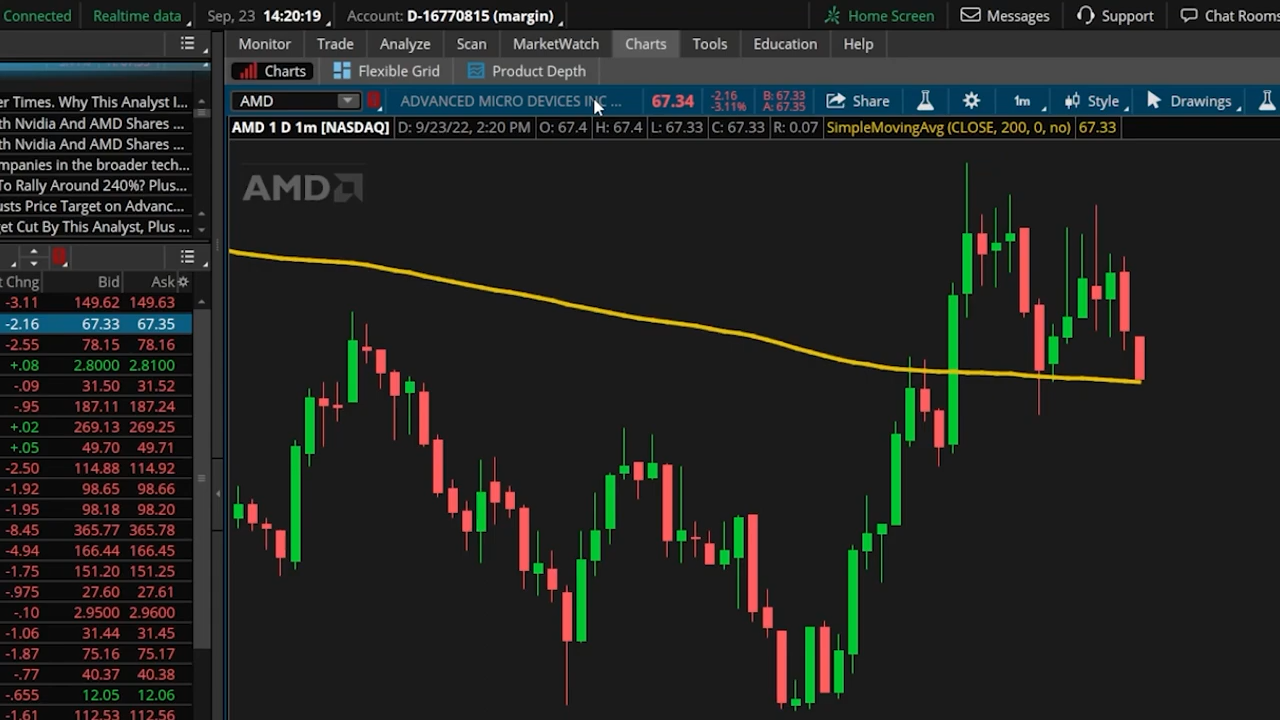 Connected Realtime data Sep, 23 14:20:19 Account: D-16770815 (margin) Home Screen Messages Support Chat Rooms
Monitor Trade Analyze Scan MarketWatch Charts Tools Education Help
Charts Flexible Grid Product Depth
AMD ADVANCED MICRO DEVICES INC ... 67.34 -2.16 -3.11% B: 67.33 A: 67.35 Share 1m Style Drawings
AMD 1 D 1m [NASDAQ] D: 9/23/22, 2:20 PM O: 67.4 H: 67.4 L: 67.33 C: 67.33 R: 0.07 SimpleMovingAvg (CLOSE, 200, 0, no) 67.33
er Times. Why This Analyst I...
th Nvidia And AMD Shares ...
th Nvidia And AMD Shares ...
mpanies in the broader tech...
To Rally Around 240%? Plus...
usts Price Target on Advanc...
get Cut By This Analyst, Plus ...
AMD
t Chng Bid Ask
-3.11 149.62 149.63
-2.16 67.33 67.35
-2.55 78.15 78.16
+.08 2.8000 2.8100
-.09 31.50 31.52
-.95 187.11 187.24
+.02 269.13 269.25
+.05 49.70 49.71
-2.50 114.88 114.92
-1.92 98.65 98.66
-1.95 98.18 98.20
-8.45 365.77 365.78
-4.94 166.44 166.45
-1.75 151.20 151.25
-.975 27.60 27.61
-.10 2.9500 2.9600
-1.06 31.44 31.45
-1.87 75.16 75.17
-.77 40.37 40.38
-.655 12.05 12.06
-1.61 112.53 112.56